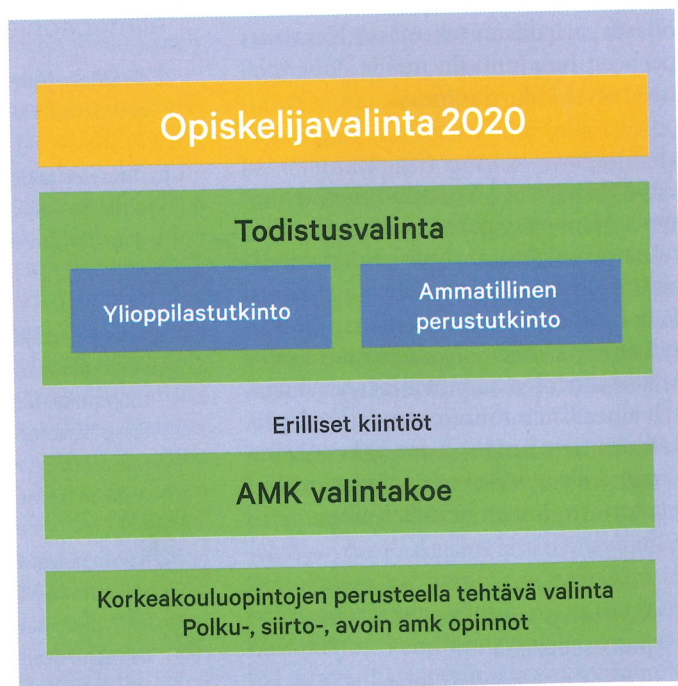 Opiskelijavalinta 2020
Todistusvalinta
Ylioppilastutkinto
Ammatillinen
perustutkinto
Erilliset kiintiöt
AMK valintakoe
Korkeakouluopintojen perusteella tehtävä valinta
Polku-, siirto-, avoin amk opinnot